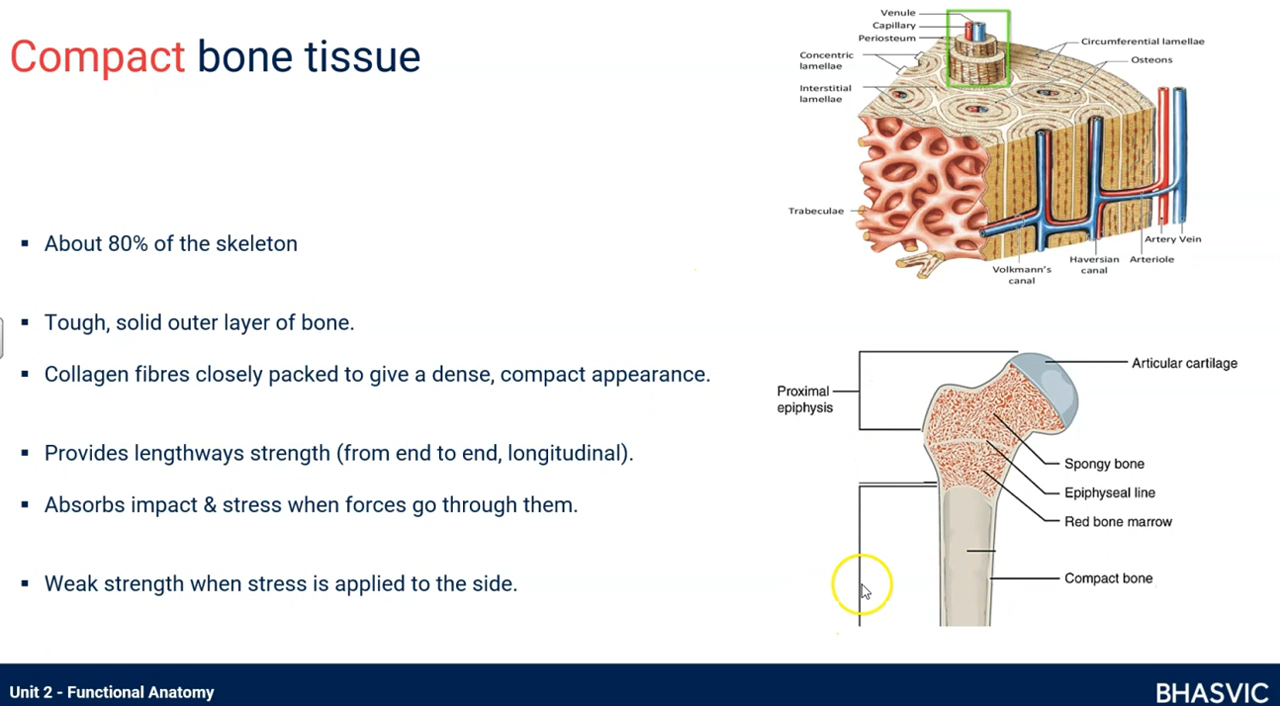 Compact bone tissue
▪ About 80% of the skeleton
▪ Tough, solid outer layer of bone.
▪ Collagen fibres closely packed to give a dense, compact appearance.
▪ Provides lengthways strength (from end to end, longitudinal).
▪ Absorbs impact & stress when forces go through them.
▪ Weak strength when stress is applied to the side.
Venule
Capillary
Periosteum
Concentric
lamellae
Interstitial
lamellae
Circumferential lamellae
Osteons
Trabeculae
Volkmann's
canal
Haversian
canal
Arteriole
Artery Vein
Proximal
epiphysis
Articular cartilage
Spongy bone
Epiphyseal line
Red bone marrow
Compact bone
Unit 2 - Functional Anatomy
BHASVIC